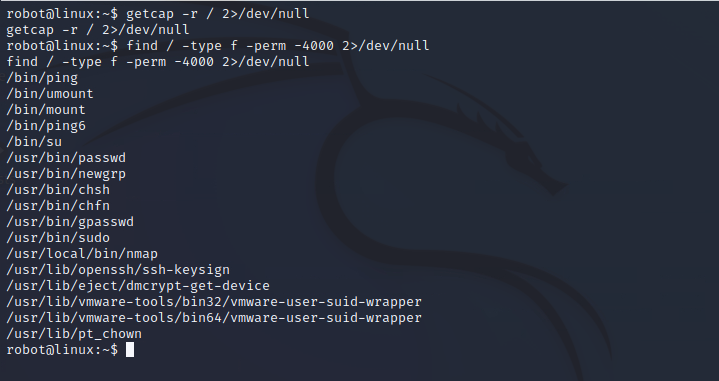 robot@linux:~$ getcap -r / 2>/dev/null
getcap -r / 2>/dev/null
robot@linux:~$ find / -type f -perm -4000 2>/dev/null
find / -type f -perm -4000 2>/dev/null
/bin/ping
/bin/umount
/bin/mount
/bin/ping6
/bin/su
/usr/bin/passwd
/usr/bin/newgrp
/usr/bin/chsh
/usr/bin/chfn
/usr/bin/gpasswd
/usr/bin/sudo
/usr/local/bin/nmap
/usr/lib/openssh/ssh-keysign
/usr/lib/eject/dmcrypt-get-device
/usr/lib/vmware-tools/bin32/vmware-user-suid-wrapper
/usr/lib/vmware-tools/bin64/vmware-user-suid-wrapper
/usr/lib/pt_chown
robot@linux:~$